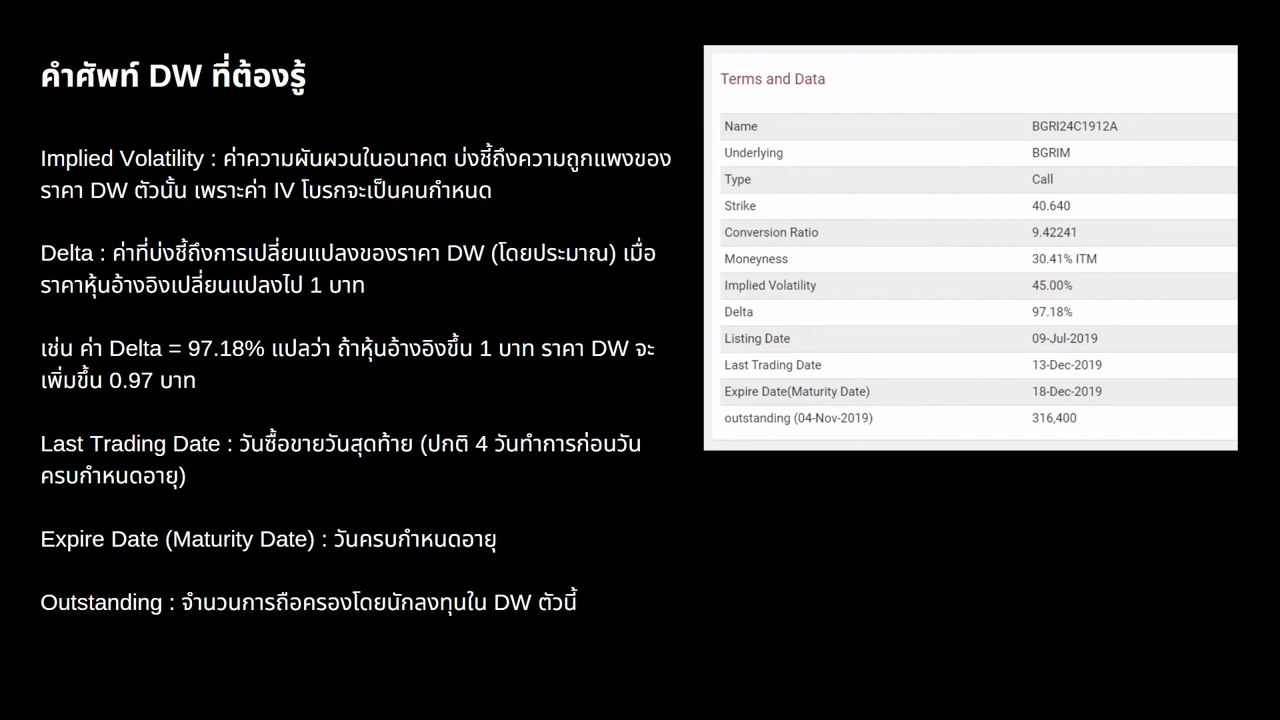 คำศัพท์ DW ที่ต้องรู้
Implied Volatility : ค่าความผันผวนในอนาคต บ่งชี้ถึงความถูกแพงของ
ราคา DW ตัวนั้น เพราะค่า IV โบรกจะเป็นคนกำหนด
Delta : ค่าที่บ่งชี้ถึงการเปลี่ยนแปลงของราคา DW (โดยประมาณ) เมื่อ
ราคาหุ้นอ้างอิงเปลี่ยนแปลงไป 1 บาท
เช่น ค่า Delta = 97.18% แปลว่า ถ้าหุ้นอ้างอิงขึ้น 1 บาท ราคา DW จะ
เพิ่มขึ้น 0.97 บาท
Last Trading Date : วันซื้อขายวันสุดท้าย (ปกติ 4 วันทำการก่อนวัน
ครบกำหนดอายุ)
Expire Date (Maturity Date) : วันครบกำหนดอายุ
Outstanding : จำนวนการถือครองโดยนักลงทุนใน DW ตัวนี้
Terms and Data
Name BGRI24C1912A
Underlying BGRIM
Type Call
Strike 40.640
Conversion Ratio 9.42241
Moneyness 30.41% ITM
Implied Volatility 45.00%
Delta 97.18%
Listing Date 09-Jul-2019
Last Trading Date 13-Dec-2019
Expire Date(Maturity Date) 18-Dec-2019
outstanding (04-Nov-2019) 316,400